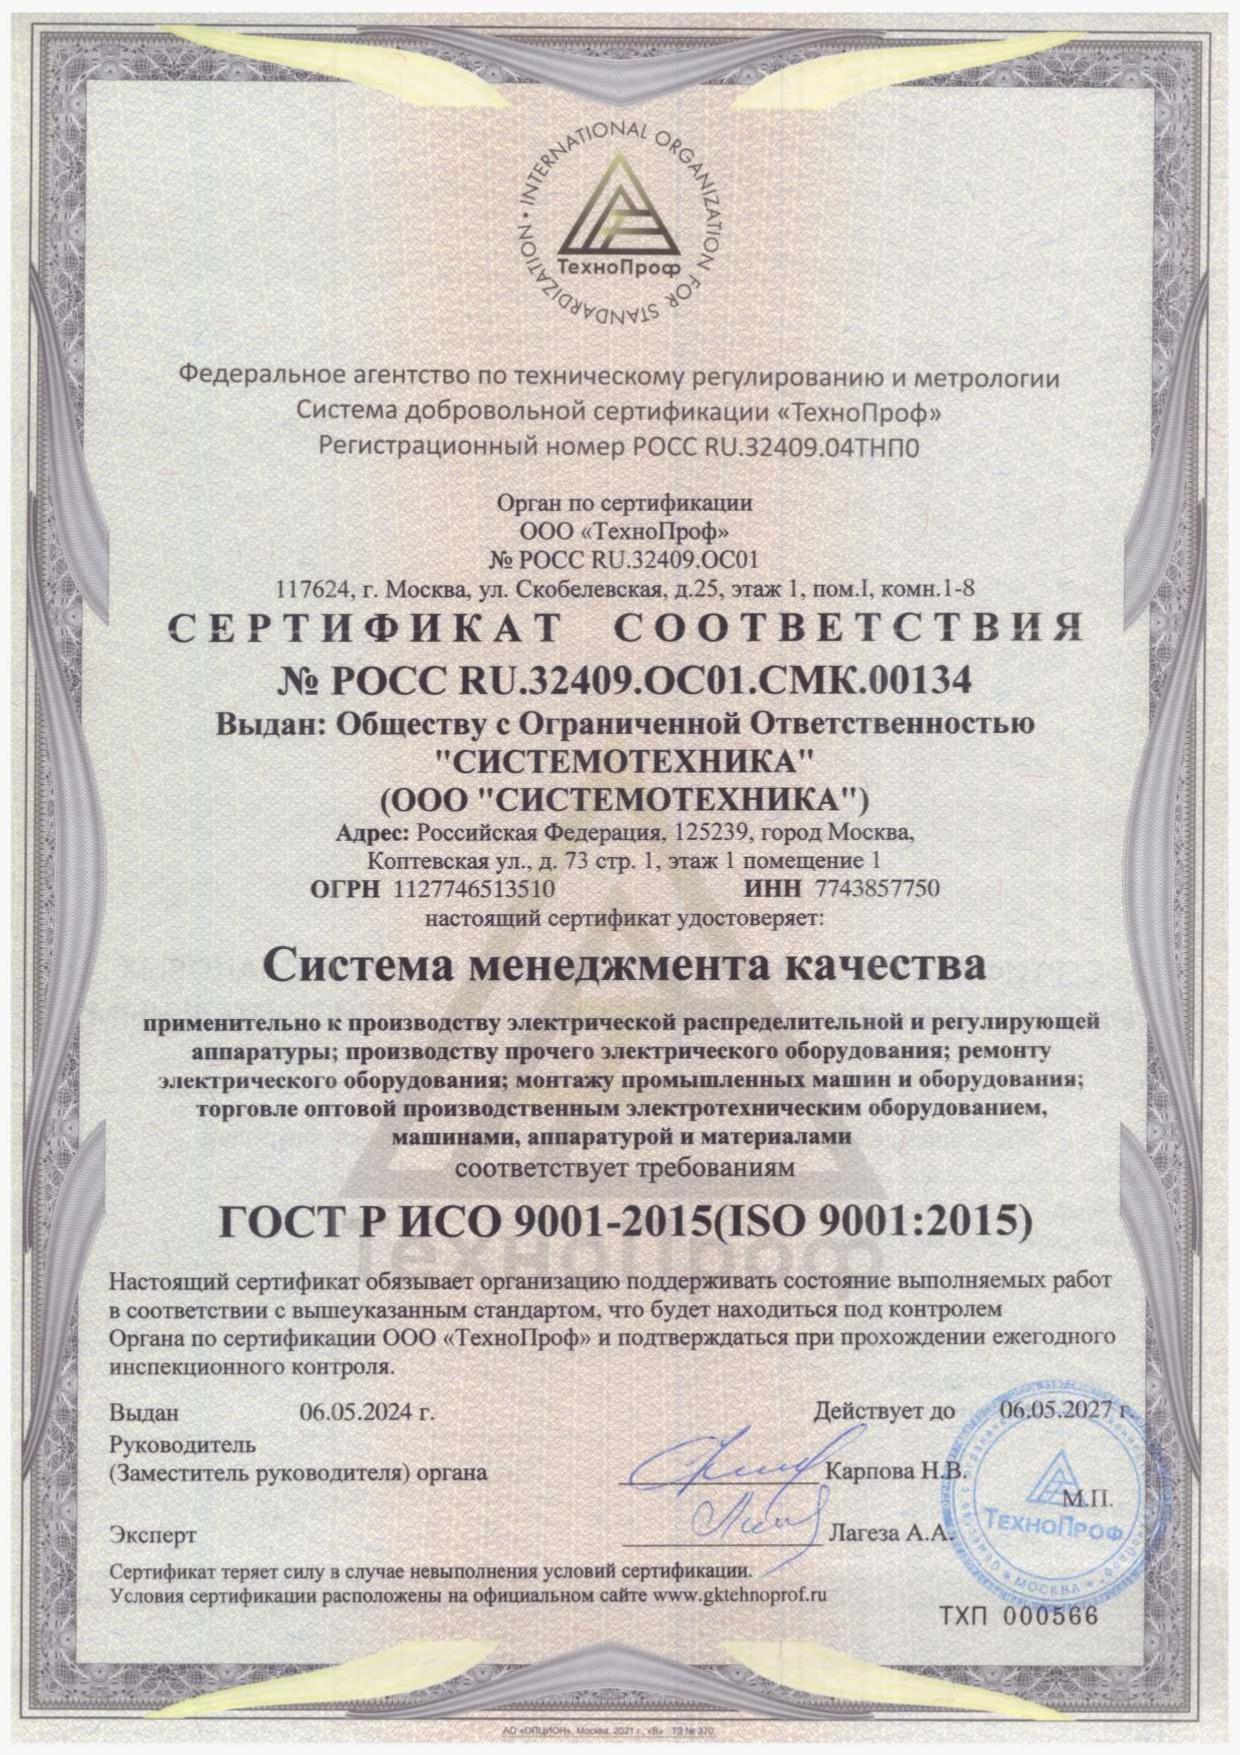 INTERNATIONAL ORGANIZATION FOR STANDARDIZATION •
ТехноПроф
Федеральное агентство по техническому регулированию и метрологии
Система добровольной сертификации «ТехноПроф»
Регистрационный номер РОСС RU.32409.04ТНП0
Орган по сертификации
ООО «ТехноПроф»
№ РОСС RU.32409.ОС01
117624, г. Москва, ул. Скобелевская, д.25, этаж 1, пом.I, комн.1-8
СЕРТИФИКАТ СООТВЕТСТВИЯ
№ РОСС RU.32409.ОС01.СМК.00134
Выдан: Обществу с Ограниченной Ответственностью
"СИСТЕМОТЕХНИКА"
(ООО "СИСТЕМОТЕХНИКА")
Адрес: Российская Федерация, 125239, город Москва,
Коптевская ул., д. 73 стр. 1, этаж 1 помещение 1
ОГРН 1127746513510 ИНН 7743857750
настоящий сертификат удостоверяет:
Система менеджмента качества
применительно к производству электрической распределительной и регулирующей
аппаратуры; производству прочего электрического оборудования; ремонту
электрического оборудования; монтажу промышленных машин и оборудования;
торговле оптовой производственным электротехническим оборудованием,
машинами, аппаратурой и материалами
соответствует требованиям
ГОСТ Р ИСО 9001-2015(ISO 9001:2015)
ТехноПроф
Настоящий сертификат обязывает организацию поддерживать состояние выполняемых работ
в соответствии с вышеуказанным стандартом, что будет находиться под контролем
Органа по сертификации ООО «ТехноПроф» и подтверждаться при прохождении ежегодного
инспекционного контроля.
Выдан 06.05.2024 г. Действует до 06.05.2027 г.
Руководитель
(Заместитель руководителя) органа Карпова Н.В.
М.П.
ТЕХНОПРОФ
Эксперт Лагеза А.А.
МОСКВА
Сертификат теряет силу в случае невыполнения условий сертификации.
Условия сертификации расположены на официальном сайте www.gktehnoprof.ru
ТХП 000566
АО «ОПЦИОН», Москва, 2021 г., «В» ТЗ № 370